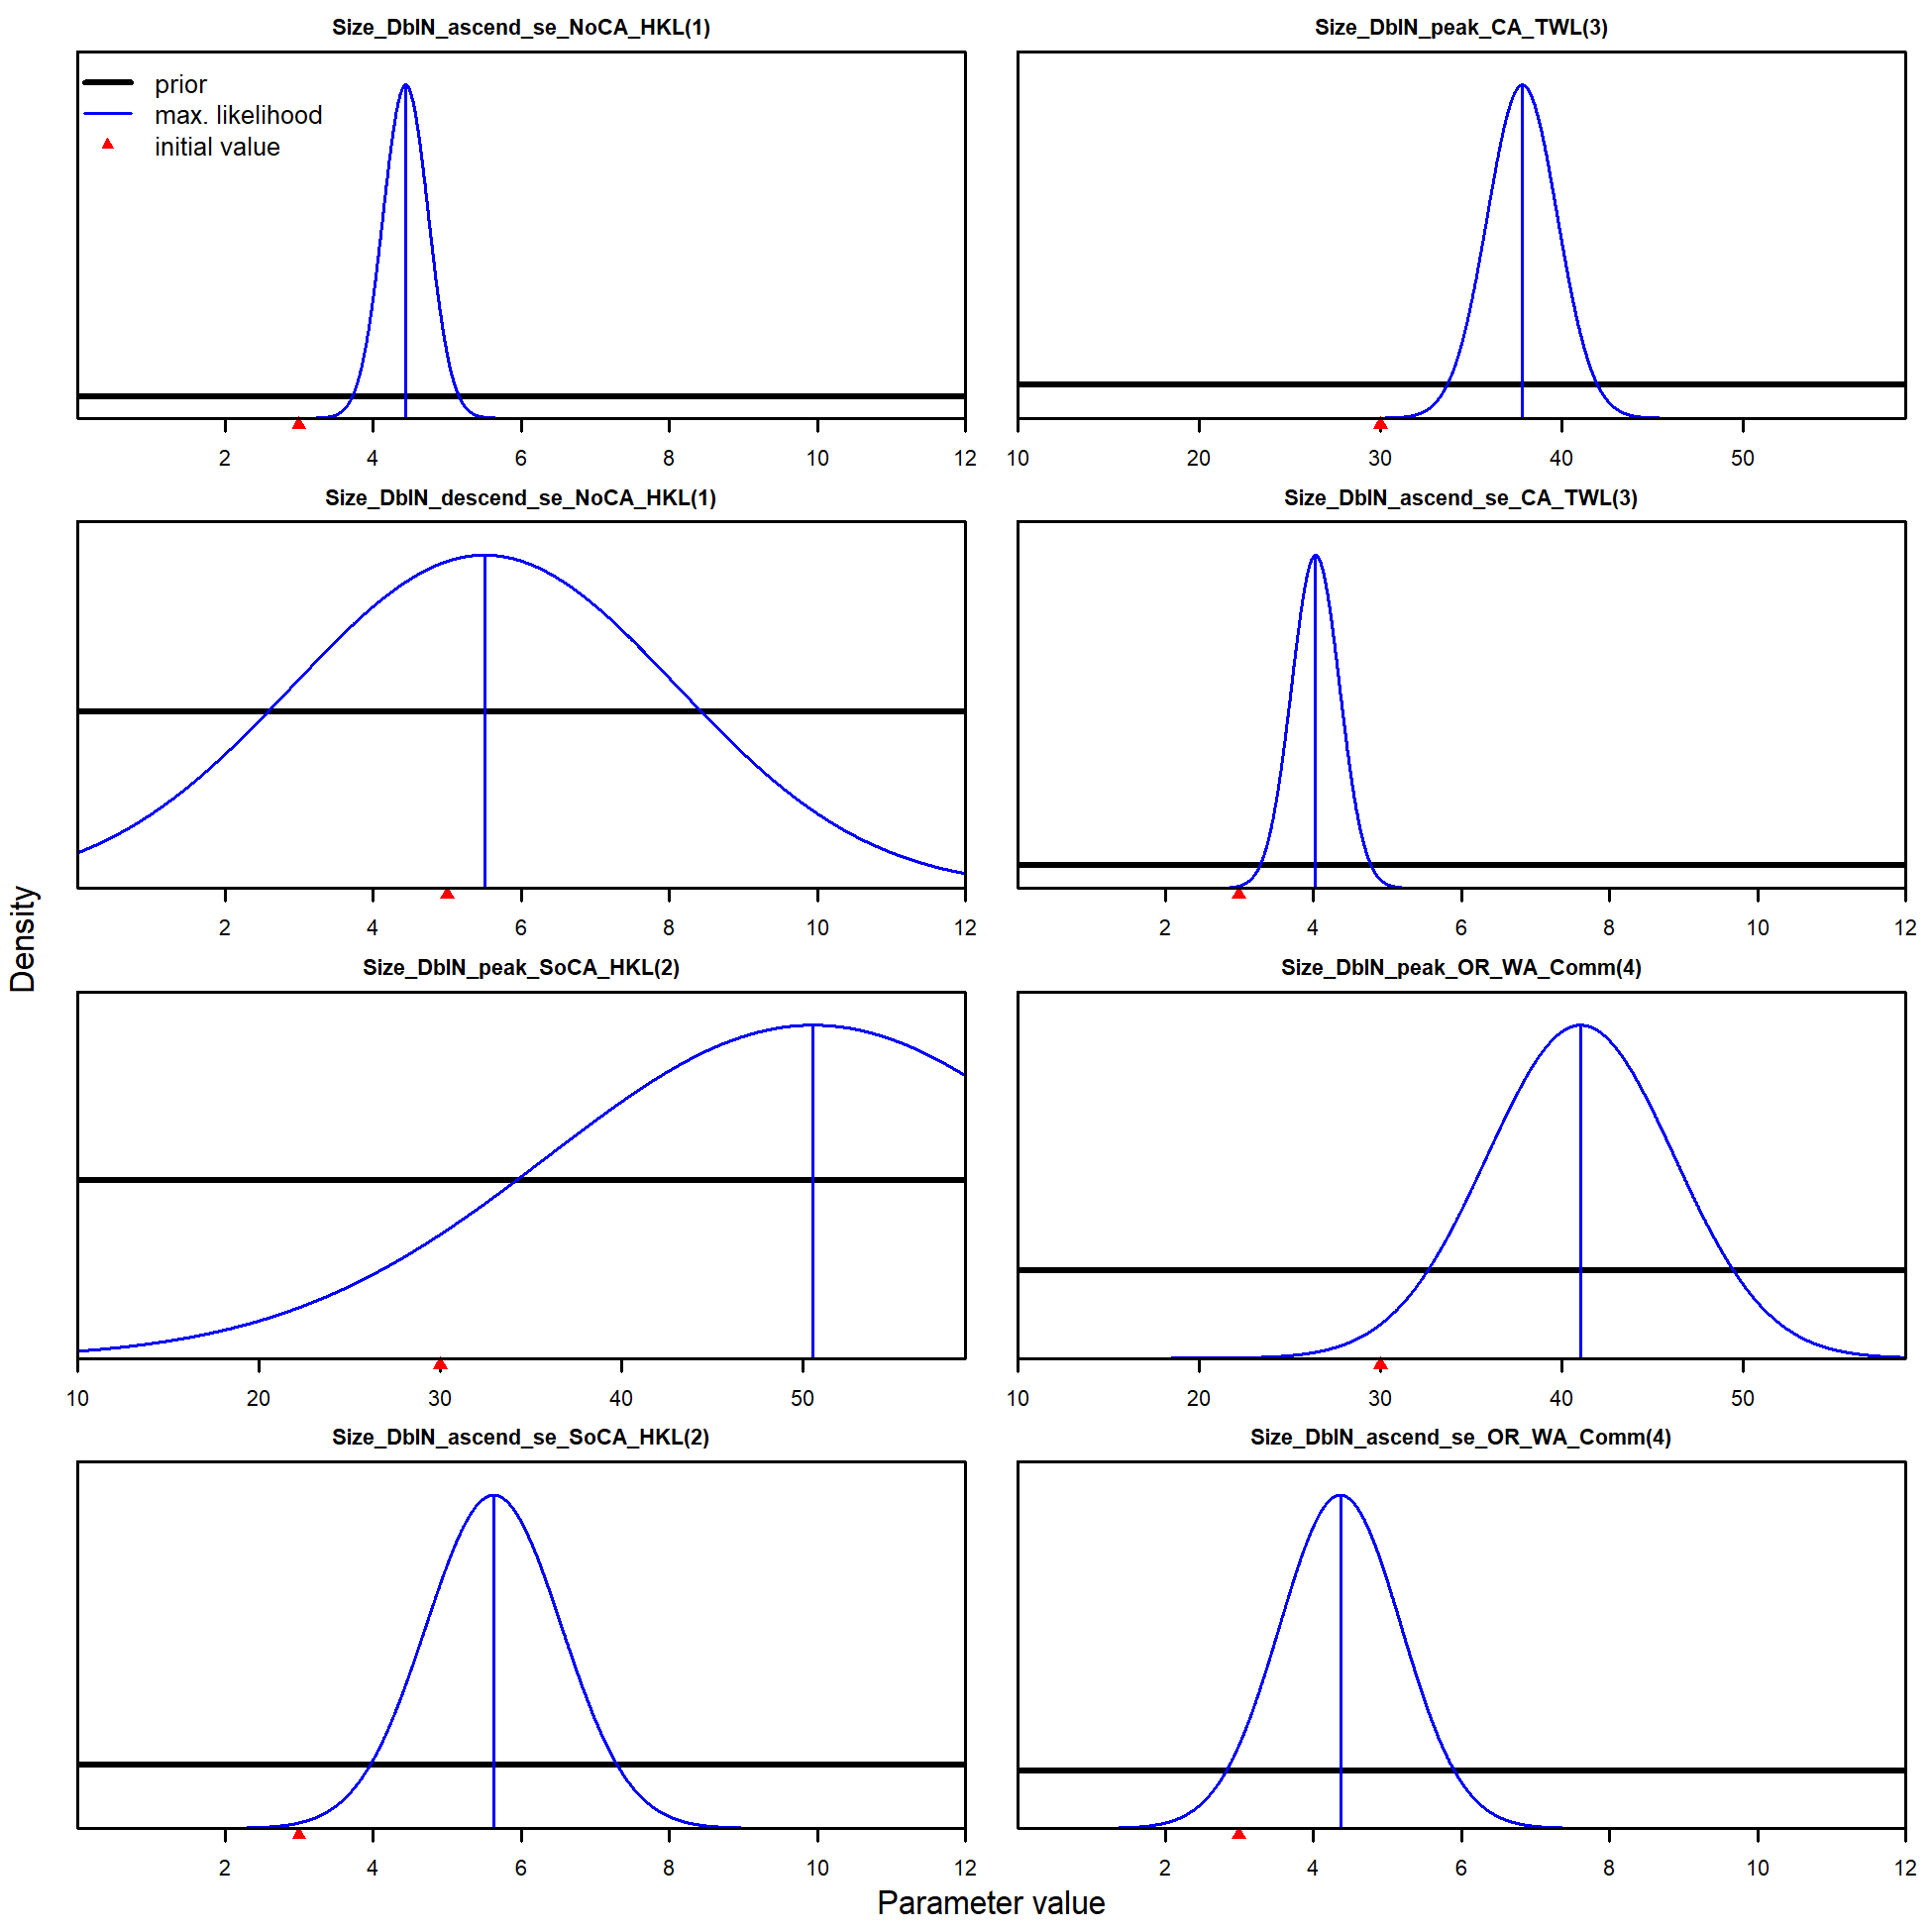 Size_DblN_ascend_se_NoCA_HKL(1)
prior
max. likelihood
initial value
2 4 6 8 10 12
Size_DblN_peak_CA_TWL(3)
10 20 30 40 50
Size_DblN_descend_se_NoCA_HKL(1)
2 4 6 8 10 12
Size_DblN_ascend_se_CA_TWL(3)
2 4 6 8 10 12
Size_DblN_peak_SoCA_HKL(2)
10 20 30 40 50
Size_DblN_peak_OR_WA_Comm(4)
10 20 30 40 50
Size_DblN_ascend_se_SoCA_HKL(2)
2 4 6 8 10 12
Size_DblN_ascend_se_OR_WA_Comm(4)
2 4 6 8 10 12
Density
Parameter value